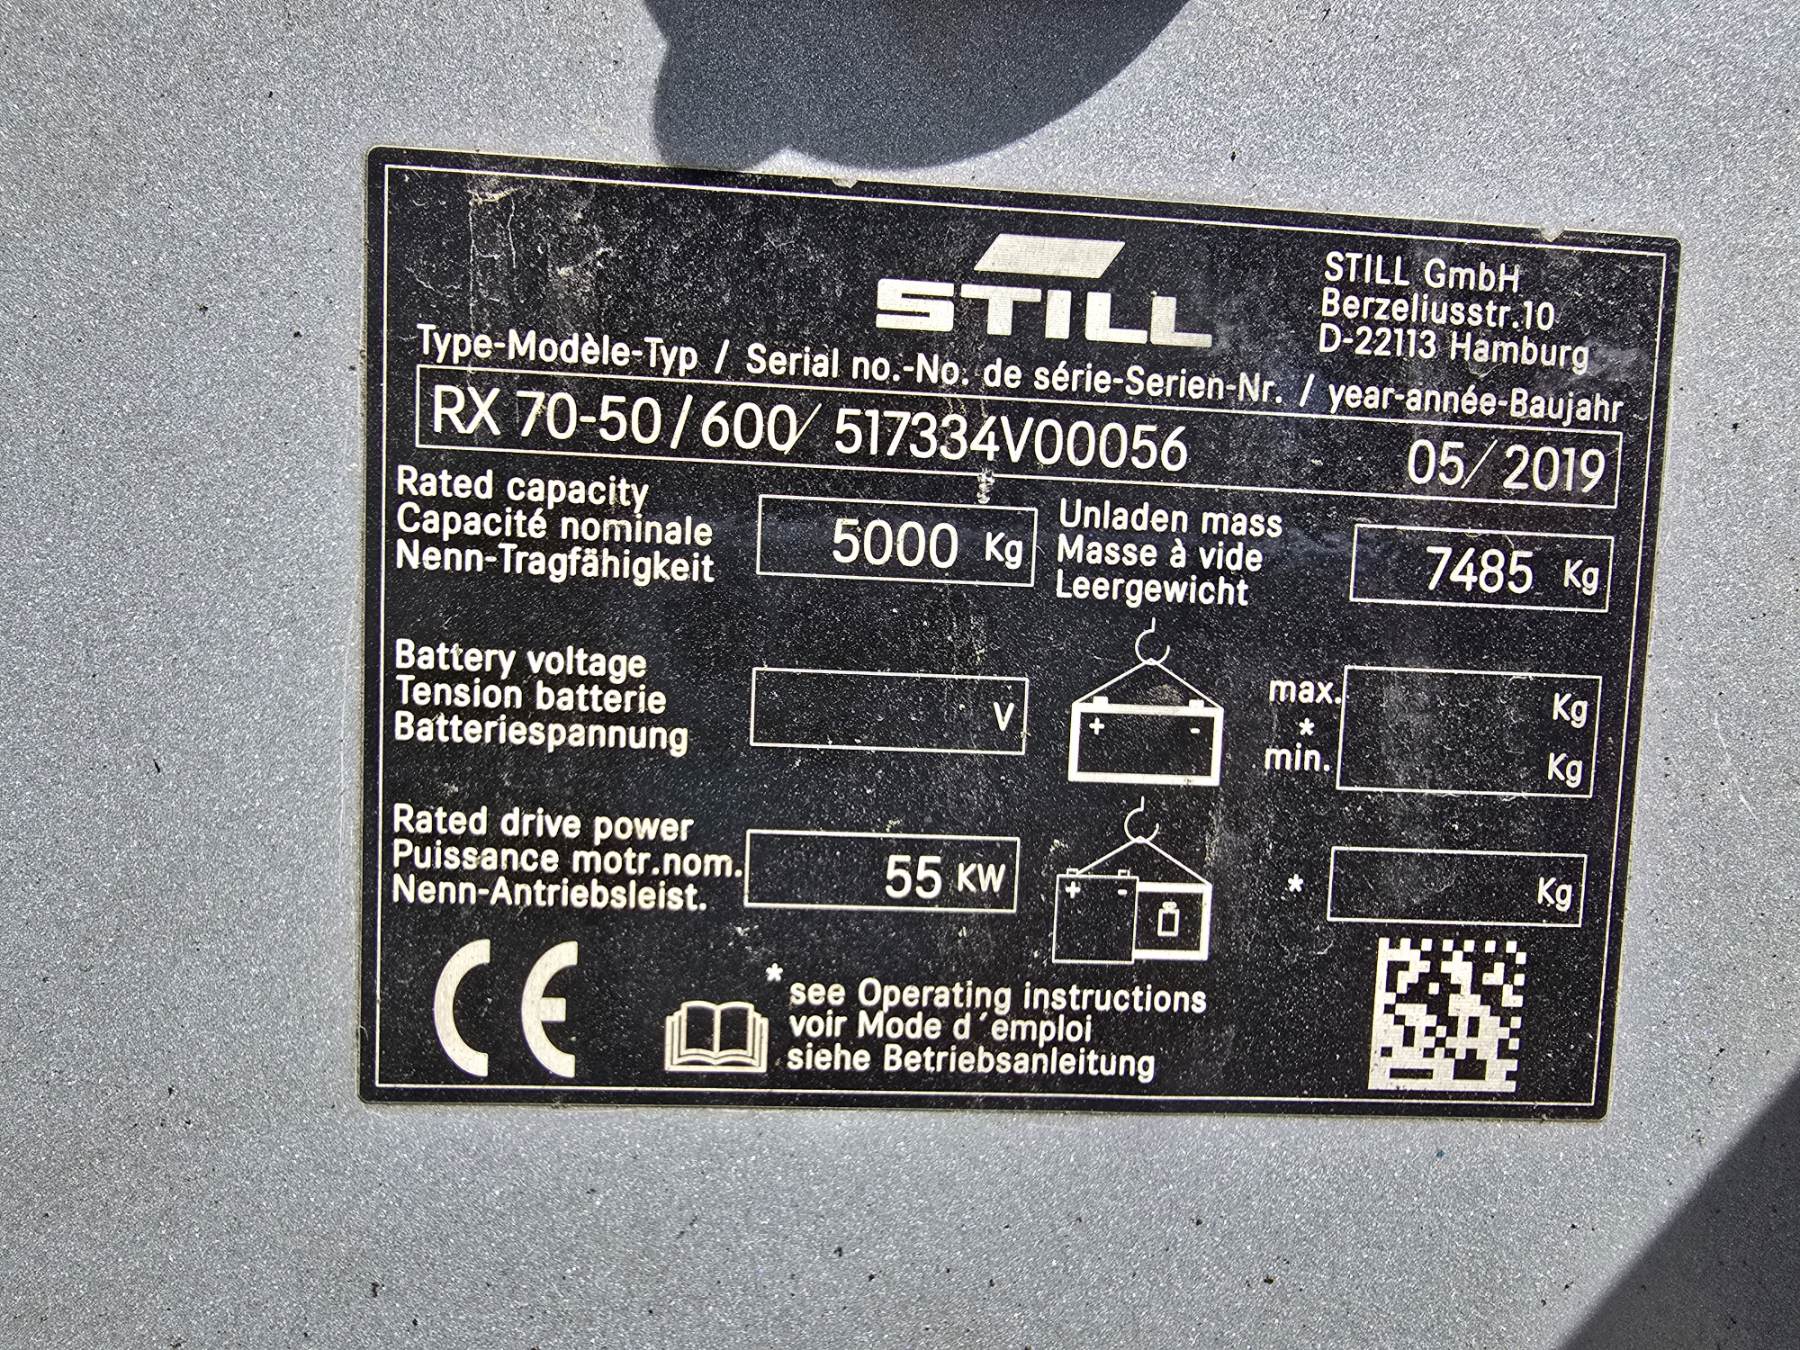 STILL
STILL GmbH
Berzeliusstr.10
D-22113 Hamburg
Type-Modèle-Typ / Serial no.-No. de série-Serien-Nr. / year-année-Baujahr
RX 70-50/600/ 517334V00056 05/2019
Rated capacity
Capacité nominale
Nenn-Tragfähigkeit
5000 Kg
Unladen mass
Masse à vide
Leergewicht
7485 Kg
Battery voltage
Tension batterie
Batteriespannung
V
+ -
max.
*
min.
Kg
Kg
Rated drive power
Puissance motr.nom.
Nenn-Antriebsleist.
55 KW
+ -
*
Kg
CE
*see Operating instructions
voir Mode d´emploi
siehe Betriebsanleitung